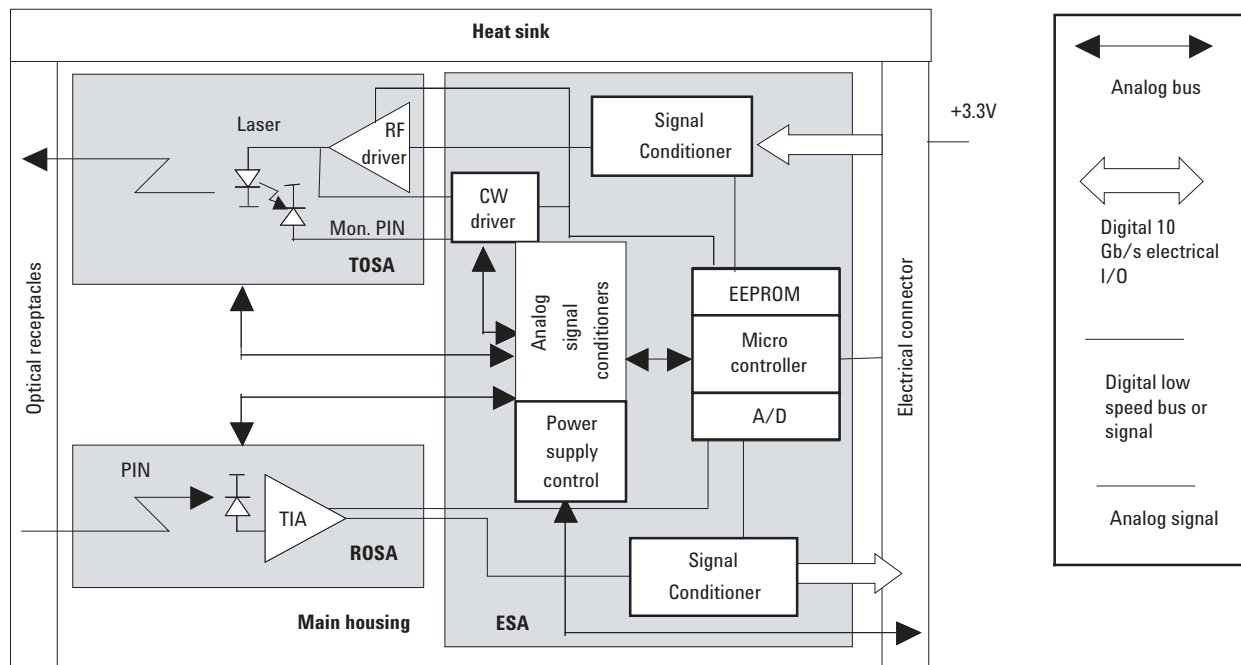 Heat sink
Optical receptacles
Laser
RF
driver
Mon. PIN
TOSA
CW
driver
Signal
Conditioner
Analog
signal
conditioners
EEPROM
Micro
controller
A/D
Power
supply
control
PIN
TIA
ROSA
Signal
Conditioner
Main housing
ESA
Electrical connector
+3.3V
Analog bus
Digital 10
Gb/s electrical
I/O
Digital low
speed bus or
signal
Analog signal